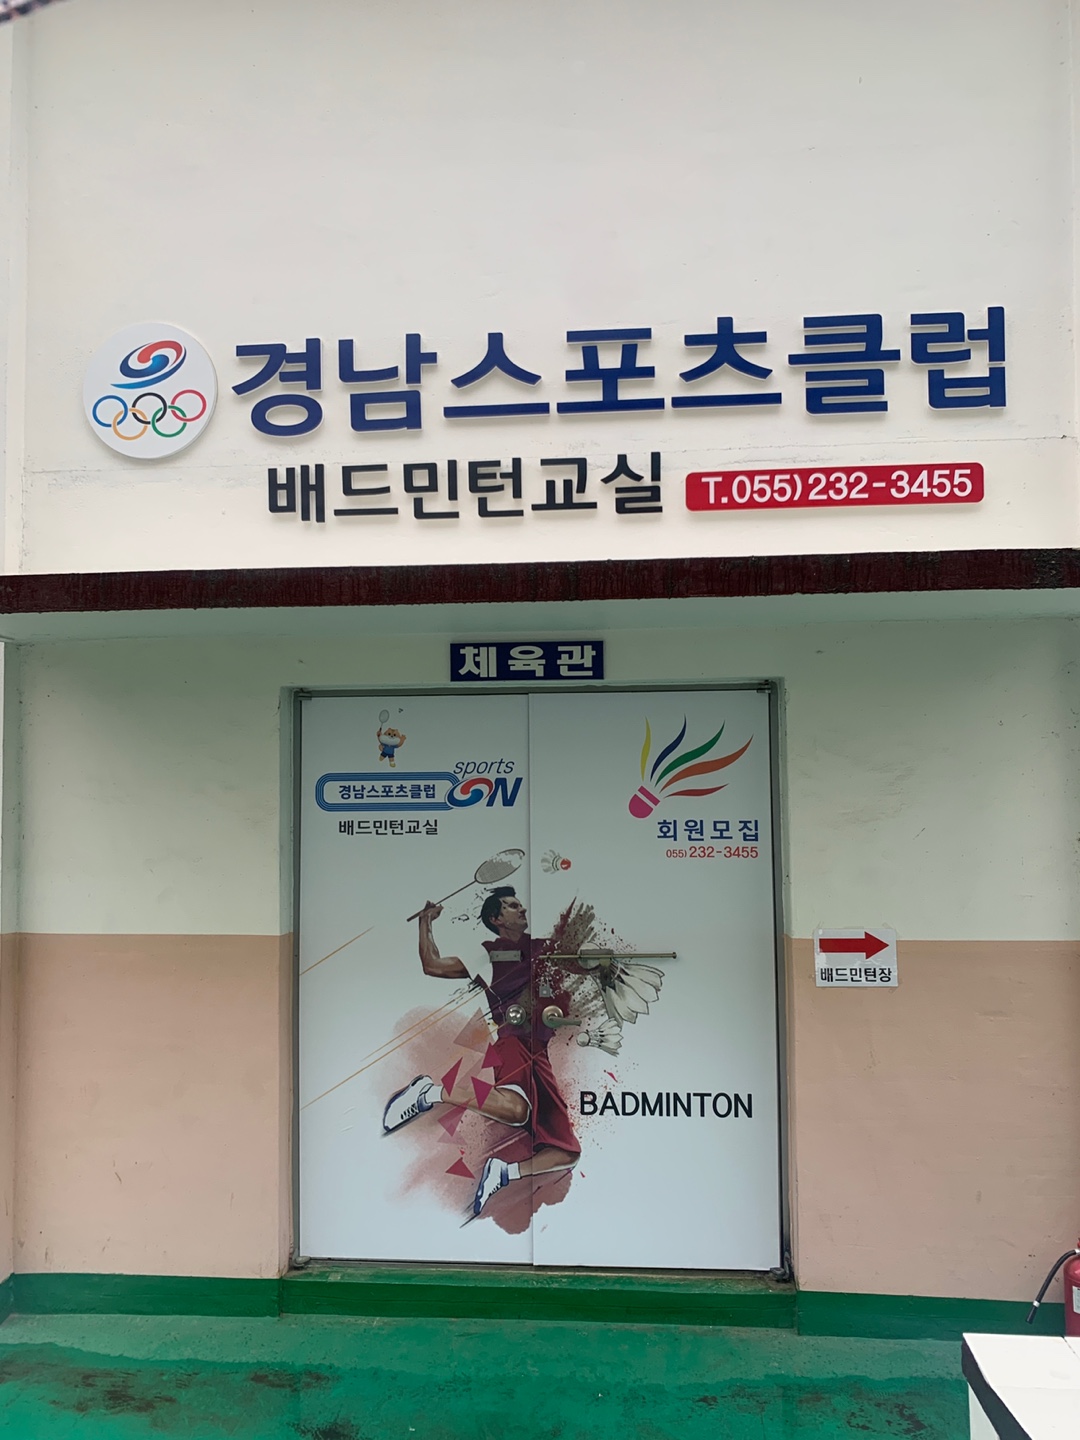 경남스포츠클럽
배드민턴교실 T.055)232-3455
체육관
sports
경남스포츠클럽 ON
배드민턴교실
회원모집
055)232-3455
배드민턴장
BADMINTON